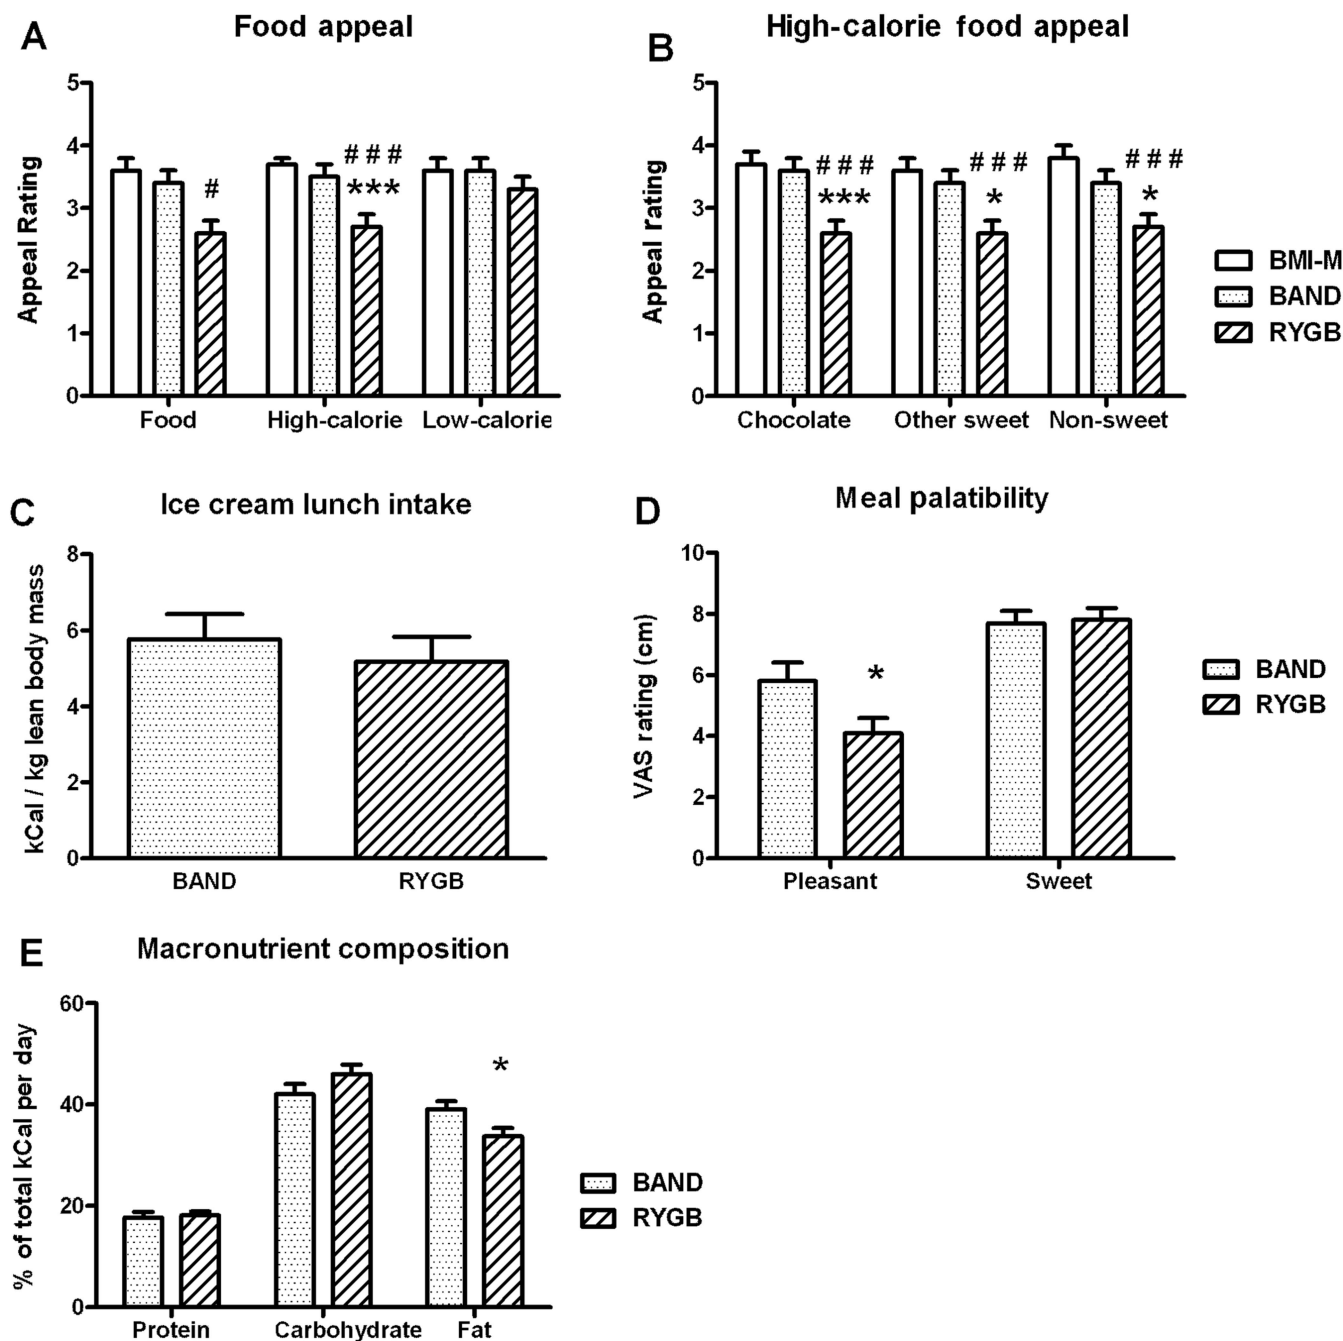 A
Food appeal
Appeal Rating
5
4
3
2
1
0
#
###
***
Food
High-calorie
Low-calorie
B
High-calorie food appeal
Appeal rating
5
4
3
2
1
0
###
***
###
*
###
*
Chocolate
Other sweet
Non-sweet
BMI-M
BAND
RYGB
C
Ice cream lunch intake
kCal / kg lean body mass
8
6
4
2
0
BAND
RYGB
D
Meal palatibility
VAS rating (cm)
10
8
6
4
2
0
*
Pleasant
Sweet
BAND
RYGB
E
Macronutrient composition
% of total kCal per day
60
40
20
0
*
Protein
Carbohydrate
Fat
BAND
RYGB